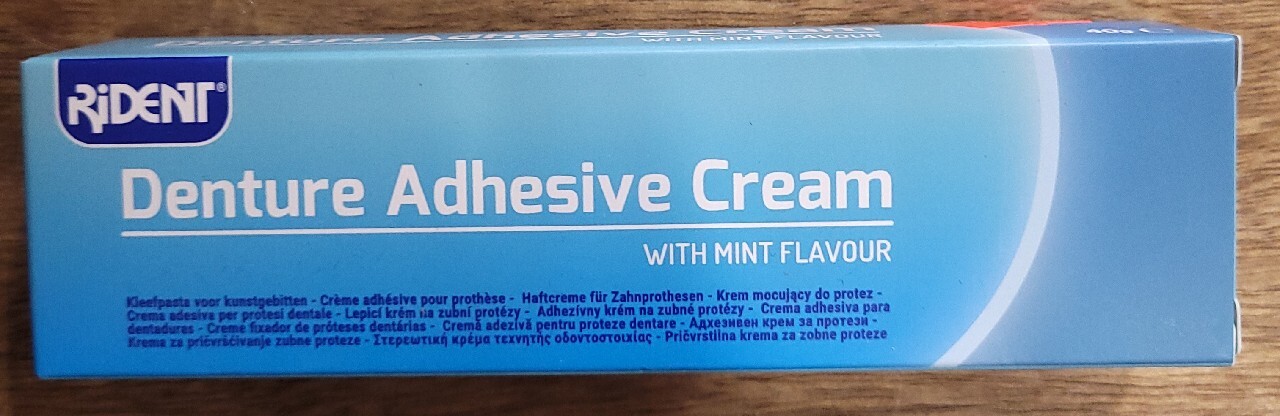 Denture Adhesive Cream
WITH MINT FLAVOUR
40g
RiDENT®
Denture Adhesive Cream
WITH MINT FLAVOUR
Kleefpasta voor kunstgebitten - Crème adhésive pour prothèse - Haftcreme für Zahnprothesen - Krem mocujący do protez -
Crema adesiva per protesi dentale - Lepicí krém na zubní protézy - Adhezívny krém na zubné protézy - Crema adhesiva para
dentaduras - Creme fixador de próteses dentárias - Cremă adezivă pentru proteze dentare - Адхезивен крем за протези -
Krema za pričvršćivanje zubne proteze - Στερεωτική κρέμα τεχνητής οδοντοστοιχίας - Pričvrstilna krema za zobne proteze